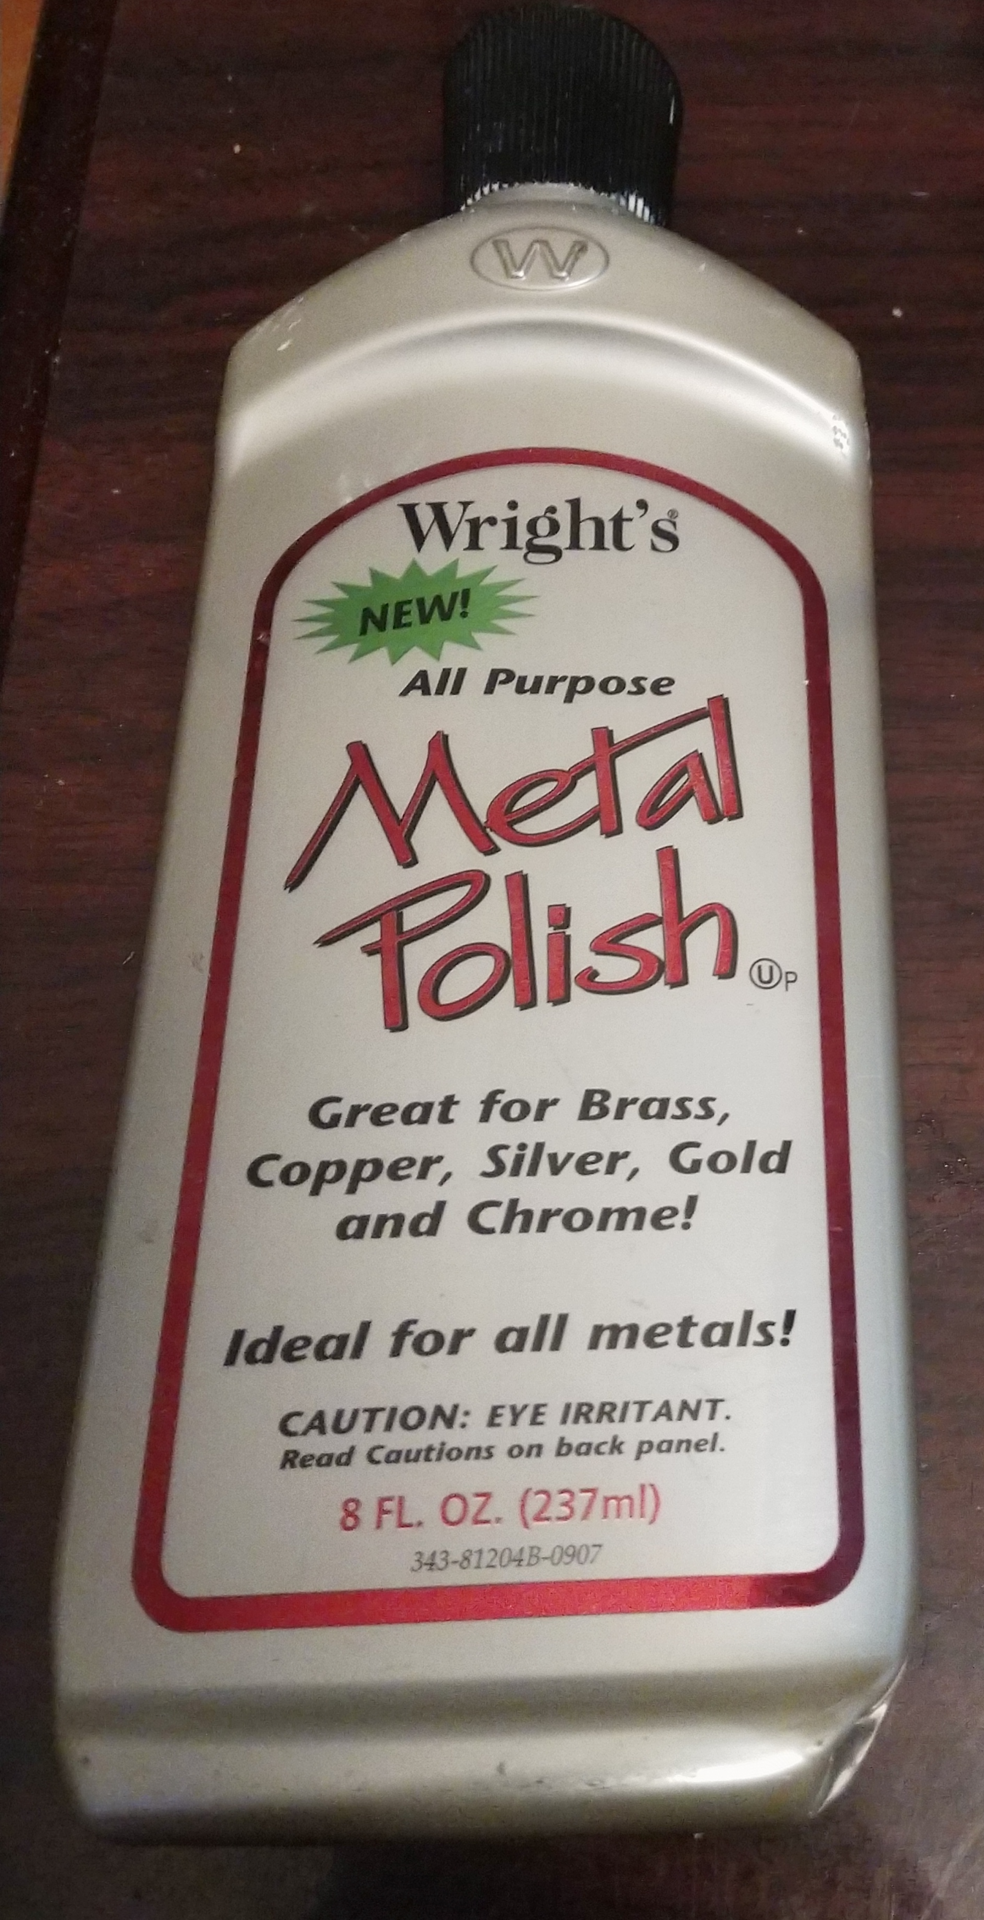 W
Wright's®
NEW!
All Purpose
Metal
Polish
ⓊP
Great for Brass,
Copper, Silver, Gold
and Chrome!
Ideal for all metals!
CAUTION: EYE IRRITANT.
Read Cautions on back panel.
8 FL. OZ. (237ml)
343-81204B-0907